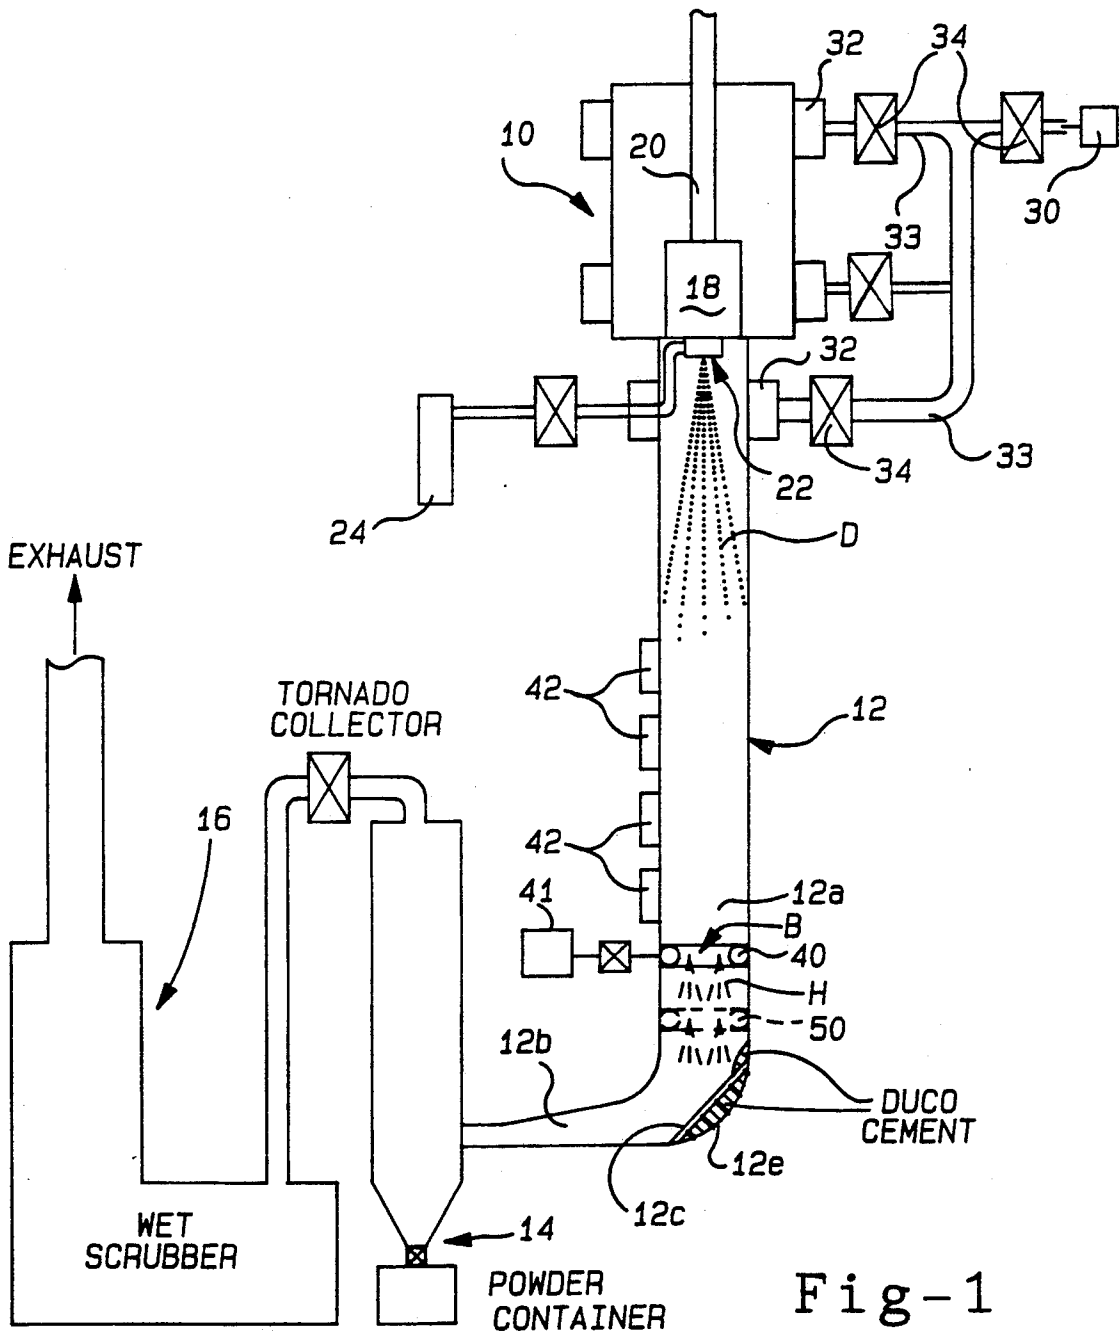 32
34
10
20
30
33
18
32
33
34
22
24
D
EXHAUST
TORNADO
COLLECTOR
42
12
16
42
12a
41
B
40
H
50
12b
DUCO
CEMENT
12e
12c
WET
SCRUBBER
14
POWDER
CONTAINER
Fig-1